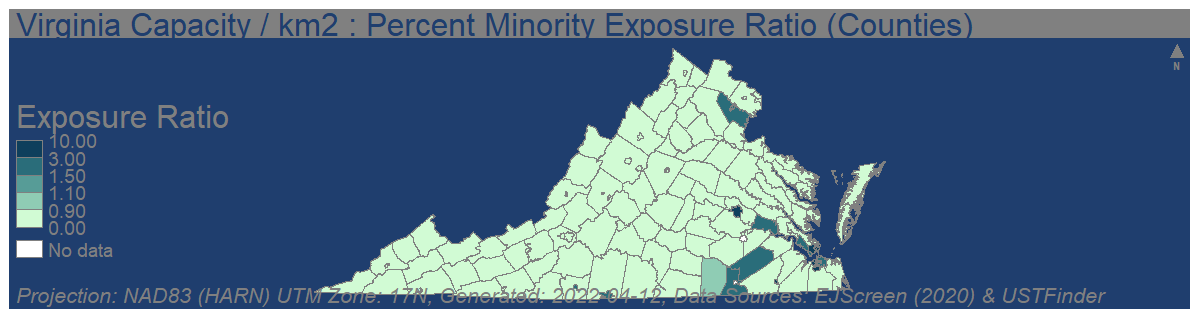 Virginia Capacity / km2 : Percent Minority Exposure Ratio (Counties)
N
Exposure Ratio
10.00
3.00
1.50
1.10
0.90
0.00
No data
Projection: NAD83 (HARN) UTM Zone: 17N, Generated: 2022-04-12, Data Sources: EJScreen (2020) & USTFinder